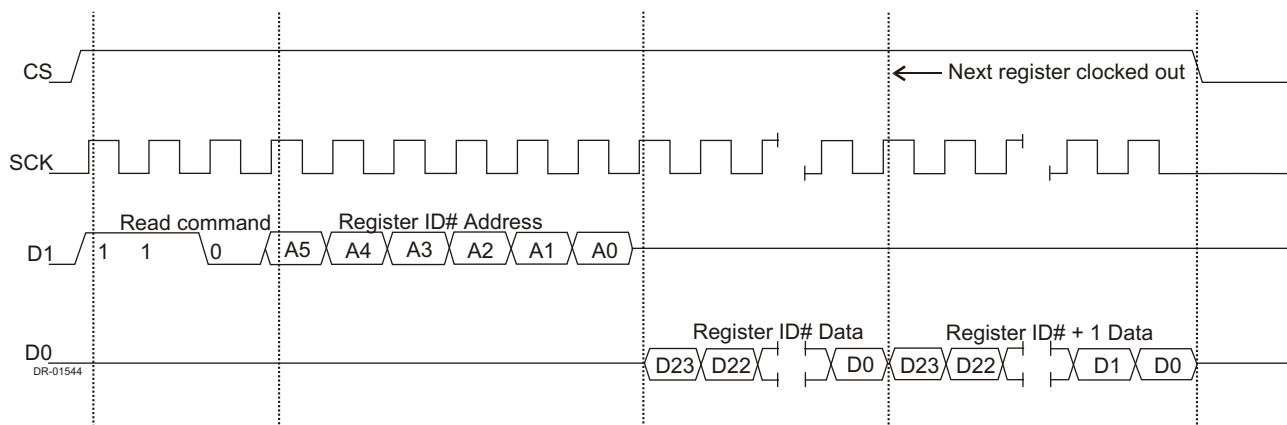 CS
Next register clocked out
SCK
Read command
Register ID# Address
D1
1 1 0 A5 A4 A3 A2 A1 A0
Register ID# Data
Register ID# + 1 Data
D0
DR-01544
D23 D22 D0 D23 D22 D1 D0